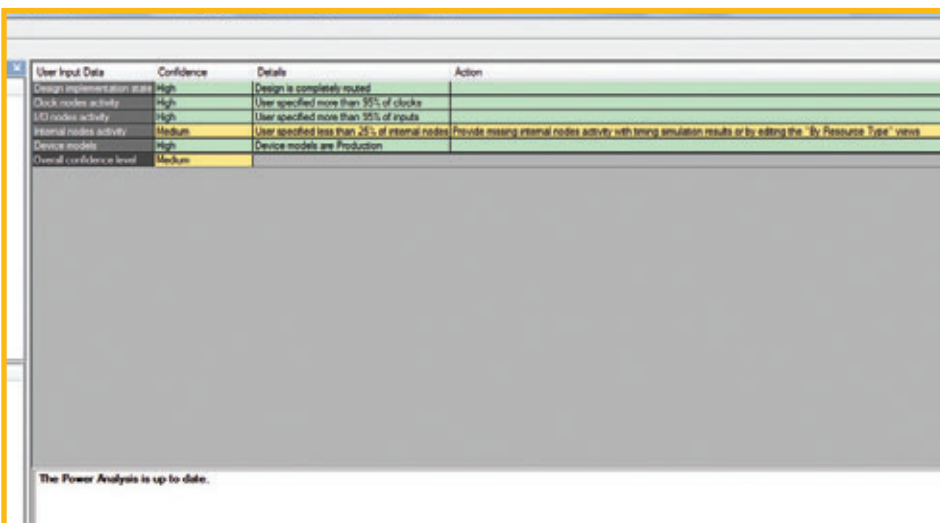 User Input Data Confidence Details Action
Design implementation state High Design is completely routed
Clock nodes activity High User specified more than 95% of clocks
I/O nodes activity High User specified more than 95% of inputs
Internal nodes activity Medium User specified less than 25% of internal nodes Provide missing internal nodes activity with timing simulation results or by editing the "By Resource Type" views
Device models High Device models are Production
Overall confidence level Medium
The Power Analysis is up to date.